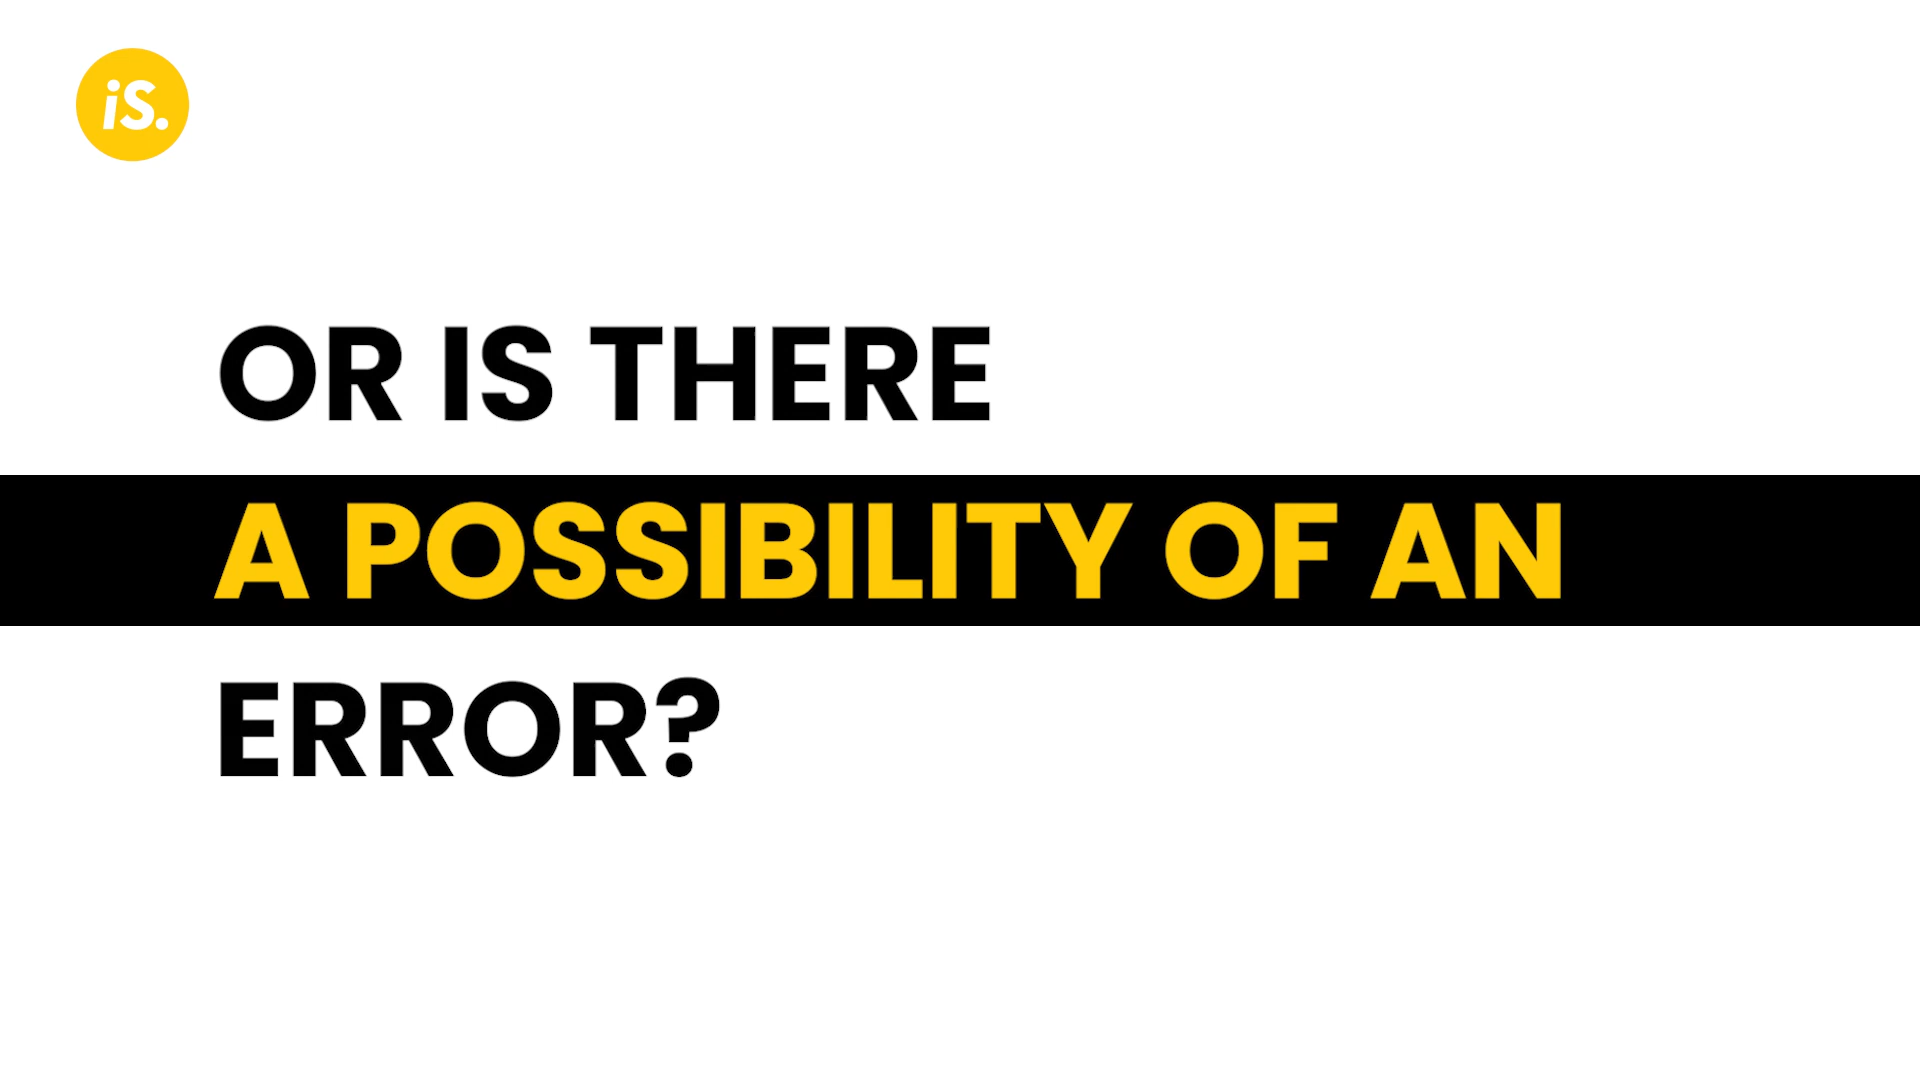 iS.
OR IS THERE
A POSSIBILITY OF AN
ERROR?